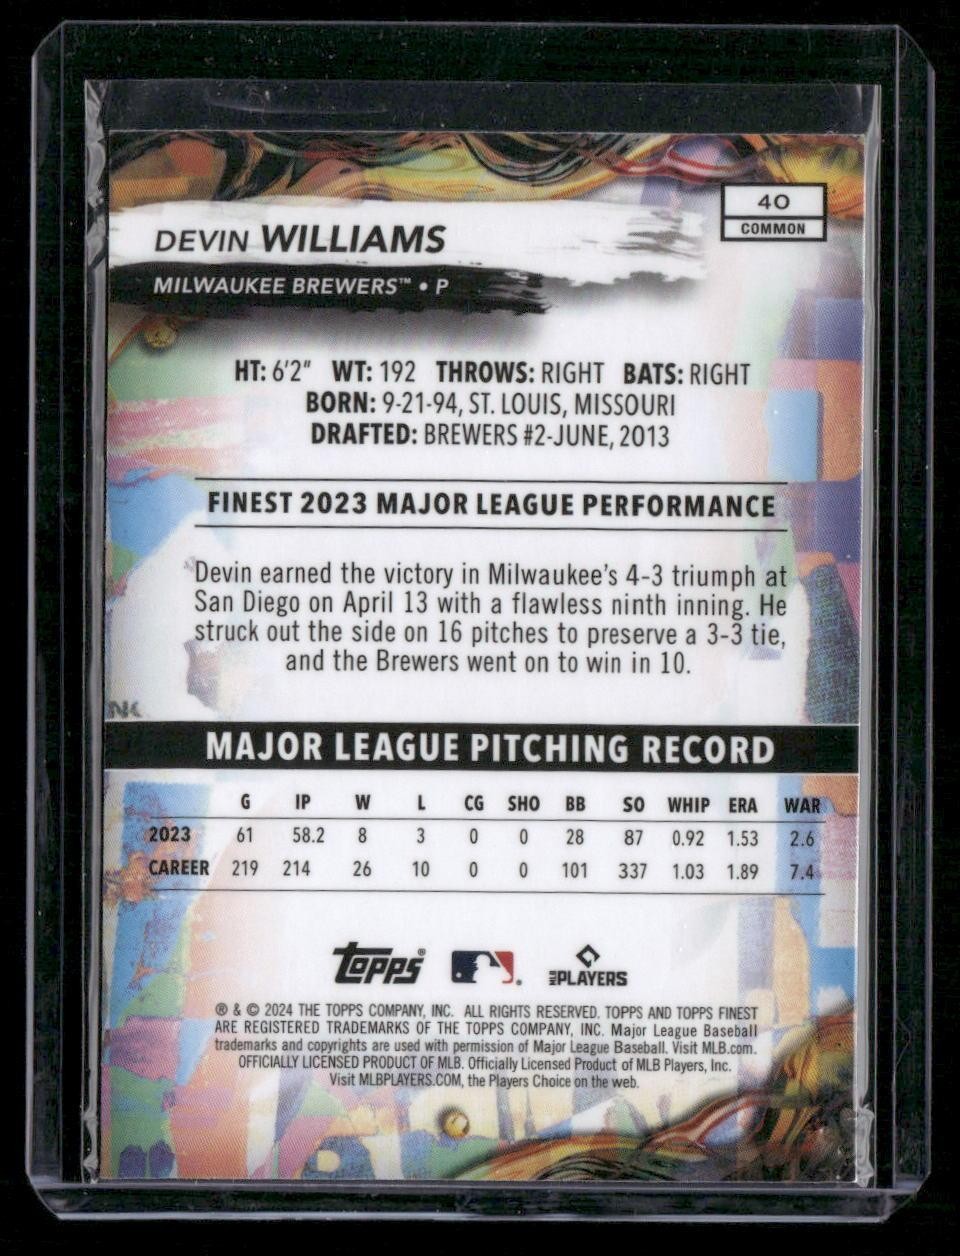 40
COMMON
DEVIN WILLIAMS
MILWAUKEE BREWERS™ • P
HT: 6'2" WT: 192 THROWS: RIGHT BATS: RIGHT
BORN: 9-21-94, ST. LOUIS, MISSOURI
DRAFTED: BREWERS #2-JUNE, 2013
FINEST 2023 MAJOR LEAGUE PERFORMANCE
Devin earned the victory in Milwaukee's 4-3 triumph at
San Diego on April 13 with a flawless ninth inning. He
struck out the side on 16 pitches to preserve a 3-3 tie,
and the Brewers went on to win in 10.
MAJOR LEAGUE PITCHING RECORD
G IP W L CG SHO BB SO WHIP ERA WAR
2023 61 58.2 8 3 0 0 28 87 0.92 1.53 2.6
CAREER 219 214 26 10 0 0 101 337 1.03 1.89 7.4
Topps® ® MLB PLAYERS
® & © 2024 THE TOPPS COMPANY, INC. ALL RIGHTS RESERVED. TOPPS AND TOPPS FINEST
ARE REGISTERED TRADEMARKS OF THE TOPPS COMPANY, INC. Major League Baseball
trademarks and copyrights are used with permission of Major League Baseball. Visit MLB.com.
OFFICIALLY LICENSED PRODUCT OF MLB. Officially Licensed Product of MLB Players, Inc.
Visit MLBPLAYERS.COM, the Players Choice on the web.